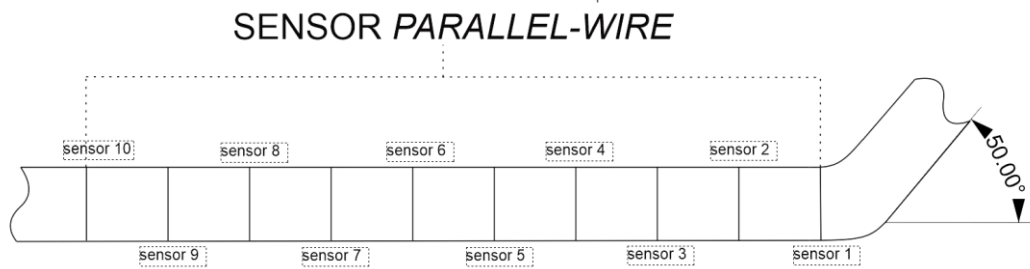 SENSOR PARALLEL-WIRE
sensor 10
sensor 8
sensor 6
sensor 4
sensor 2
50.00°
sensor 9
sensor 7
sensor 5
sensor 3
sensor 1